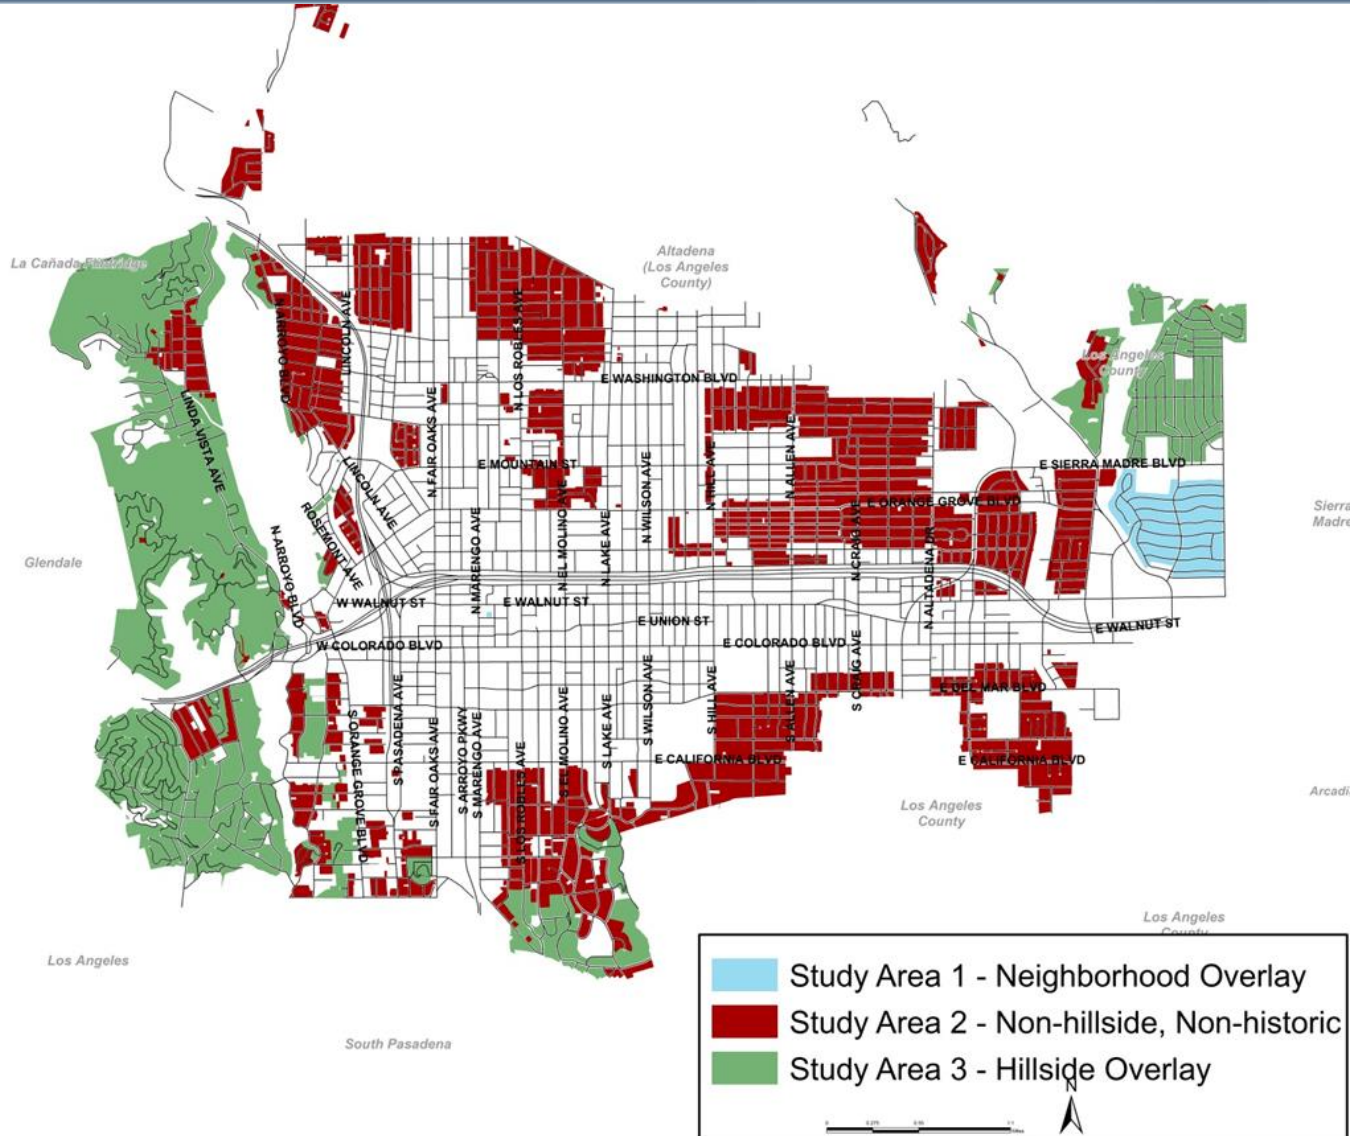 La Cañada Flintridge
Altadena
(Los Angeles
County)
Los Angeles
County
Sierra
Madre
Glendale
Arcadi
Los Angeles
County
Los Angeles
County
Los Angeles
South Pasadena
N ARROYO BLVD
LINCOLN AVE
N LOS ROBLES AVE
E WASHINGTON BLVD
LINDA VISTA AVE
N FAIR OAKS AVE
E MOUNTAIN ST
N HILL AVE
N ALLEN AVE
E SIERRA MADRE BLVD
LINCOLN AVE
N WILSON AVE
E ORANGE GROVE BLVD
ROSEMONT AVE
N ARROYO BLVD
N MARENGO AVE
N EL MOLINO AVE
N LAKE AVE
N CRAIG AVE
N ALTADENA DR
W WALNUT ST
E WALNUT ST
E UNION ST
E WALNUT ST
W COLORADO BLVD
E COLORADO BLVD
S ORANGE GROVE BLVD
S PASADENA AVE
S FAIR OAKS AVE
S ARROYO PKWY
S MARENGO AVE
S LOS ROBLES AVE
S EL MOLINO AVE
S LAKE AVE
S WILSON AVE
S HILL AVE
S ALLEN AVE
S CRAIG AVE
E DEL MAR BLVD
E CALIFORNIA BLVD
E CALIFORNIA BLVD
Study Area 1 - Neighborhood Overlay
Study Area 2 - Non-hillside, Non-historic
Study Area 3 - Hillside Overlay
N